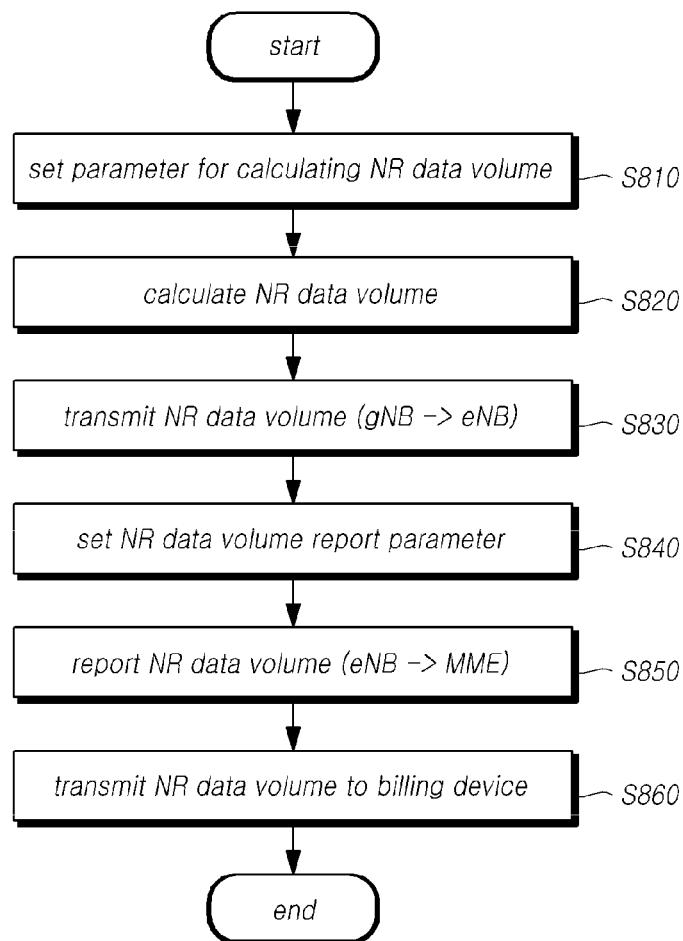 start
set parameter for calculating NR data volume
S810
calculate NR data volume
S820
transmit NR data volume (gNB -> eNB)
S830
set NR data volume report parameter
S840
report NR data volume (eNB -> MME)
S850
transmit NR data volume to billing device
S860
end